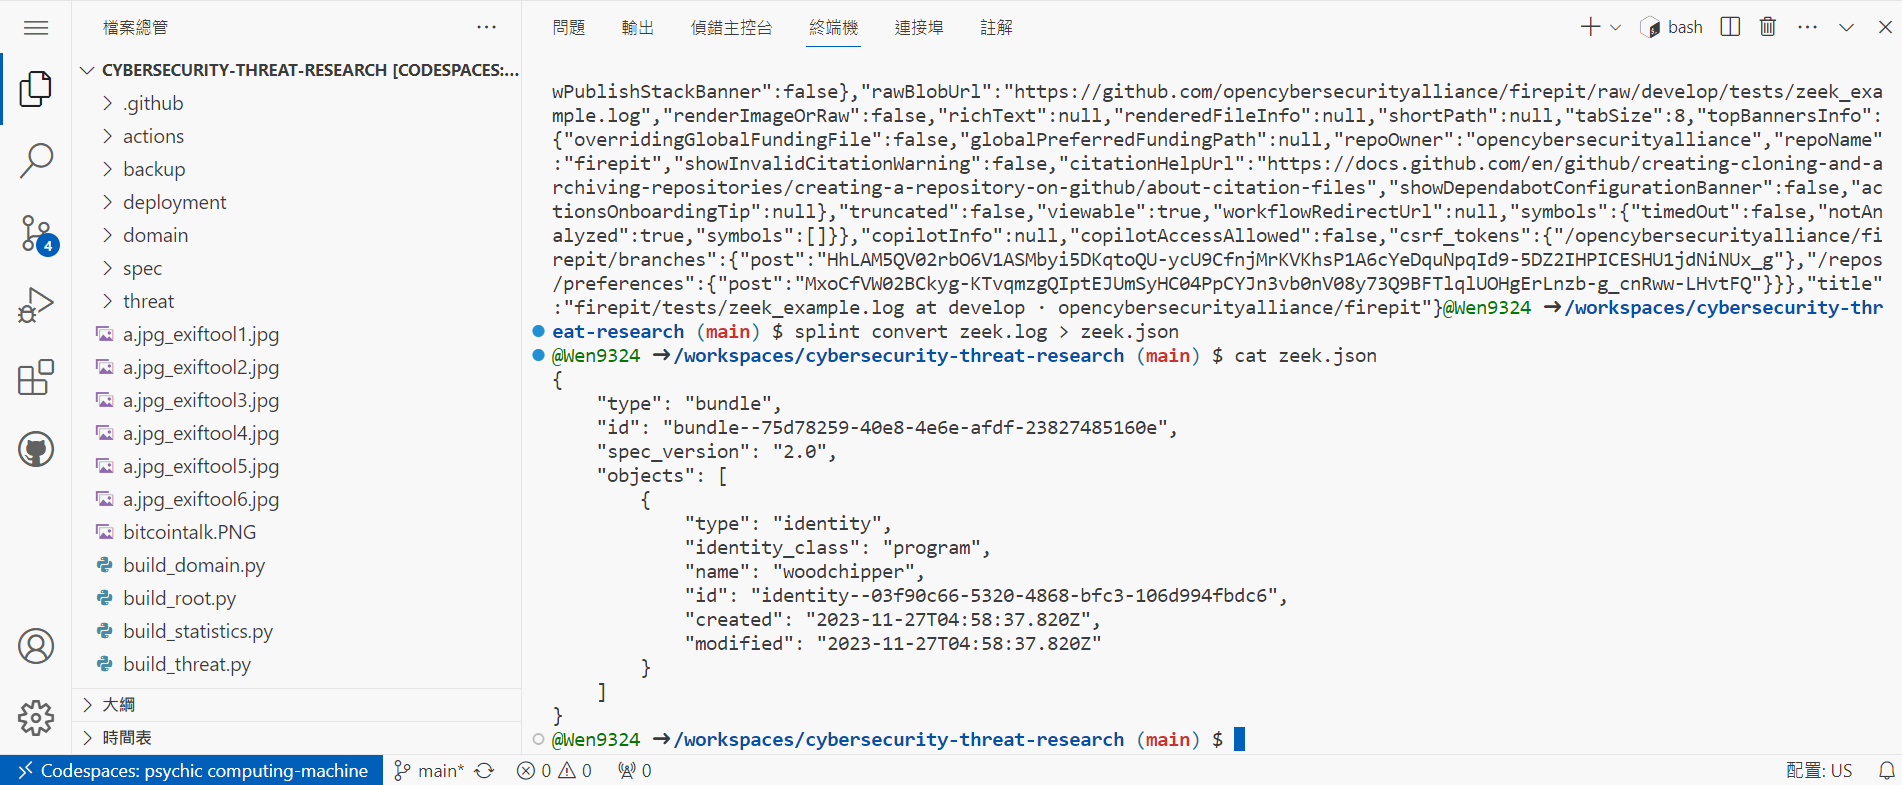 檔案總管
CYBERSECURITY-THREAT-RESEARCH [CODESPACES:...
.github
actions
backup
deployment
domain
spec
threat
a.jpg_exiftool1.jpg
a.jpg_exiftool2.jpg
a.jpg_exiftool3.jpg
a.jpg_exiftool4.jpg
a.jpg_exiftool5.jpg
a.jpg_exiftool6.jpg
bitcointalk.PNG
build_domain.py
build_root.py
build_statistics.py
build_threat.py
大綱
時間表
4
問題 輸出 偵錯主控台 終端機 連接埠 註解 bash
wPublishStackBanner":false},"rawBlobUrl":"https://github.com/opencybersecurityalliance/firepit/raw/develop/tests/zeek_exa
mple.log","renderImageOrRaw":false,"richText":null,"renderedFileInfo":null,"shortPath":null,"tabSize":8,"topBannersInfo":
{"overridingGlobalFundingFile":false,"globalPreferredFundingPath":null,"repoOwner":"opencybersecurityalliance","repoName"
:"firepit","showInvalidCitationWarning":false,"citationHelpUrl":"https://docs.github.com/en/github/creating-cloning-and-a
rchiving-repositories/creating-a-repository-on-github/about-citation-files","showDependabotConfigurationBanner":false,"ac
tionsOnboardingTip":null},"truncated":false,"viewable":true,"workflowRedirectUrl":null,"symbols":{"timedOut":false,"notAn
alyzed":true,"symbols":[]}},"copilotInfo":null,"copilotAccessAllowed":false,"csrf_tokens":{"/opencybersecurityalliance/fi
repit/branches":{"post":"HhLAM5QV02rbO6V1ASMbyi5DKqtoQU-ycU9CfnjMrKVKhsP1A6cYeDquNpqId9-5DZ2IHPICESHU1jdNiNUx_g"},"/repos
/preferences":{"post":"MxoCfVW02BCkyg-KTvqmzgQIptEJUmSyHC04PpCYJn3vb0nV08y73Q9BFTlqlUOHgErLnzb-g_cnRww-LHvtFQ"}}},"title"
:"firepit/tests/zeek_example.log at develop · opencybersecurityalliance/firepit"}@Wen9324 ➜/workspaces/cybersecurity-thr
eat-research (main) $ splint convert zeek.log > zeek.json
@Wen9324 ➜/workspaces/cybersecurity-threat-research (main) $ cat zeek.json
{
"type": "bundle",
"id": "bundle--75d78259-40e8-4e6e-afdf-23827485160e",
"spec_version": "2.0",
"objects": [
{
"type": "identity",
"identity_class": "program",
"name": "woodchipper",
"id": "identity--03f90c66-5320-4868-bfc3-106d994fbdc6",
"created": "2023-11-27T04:58:37.820Z",
"modified": "2023-11-27T04:58:37.820Z"
}
]
}
@Wen9324 ➜/workspaces/cybersecurity-threat-research (main) $
Codespaces: psychic computing-machine main* 0 0 0 配置: US